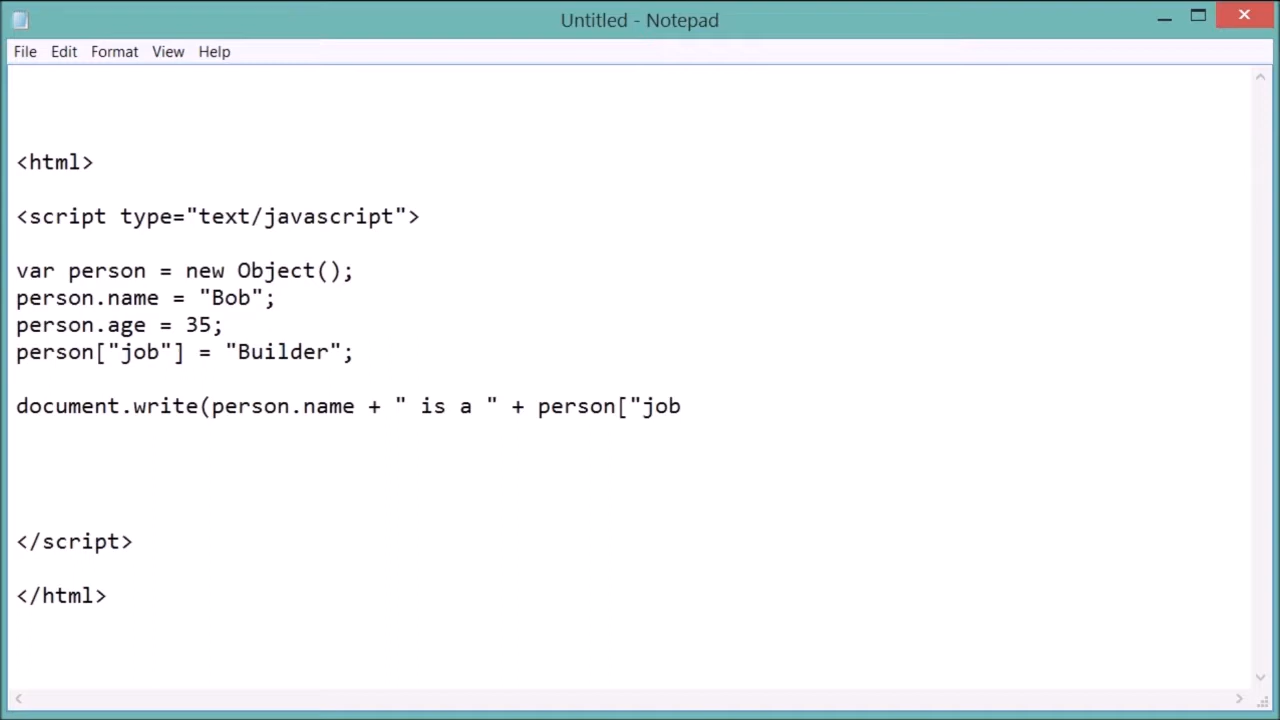 Untitled - Notepad
File Edit Format View Help
<html>
<script type="text/javascript">
var person = new Object();
person.name = "Bob";
person.age = 35;
person["job"] = "Builder";
document.write(person.name + " is a " + person["job
</script>
</html>